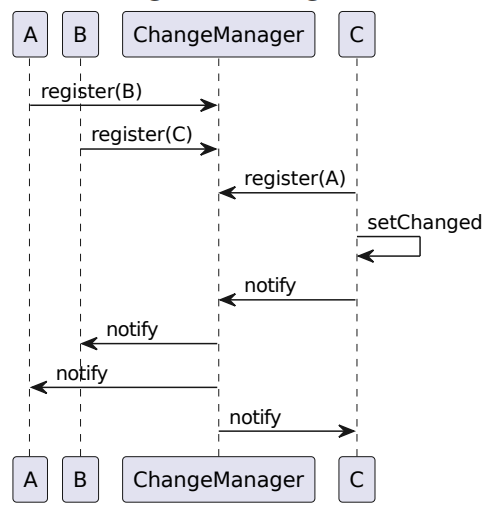 A B ChangeManager C
register(B)
register(C)
register(A)
setChanged
notify
notify
notify
notify
A B ChangeManager C